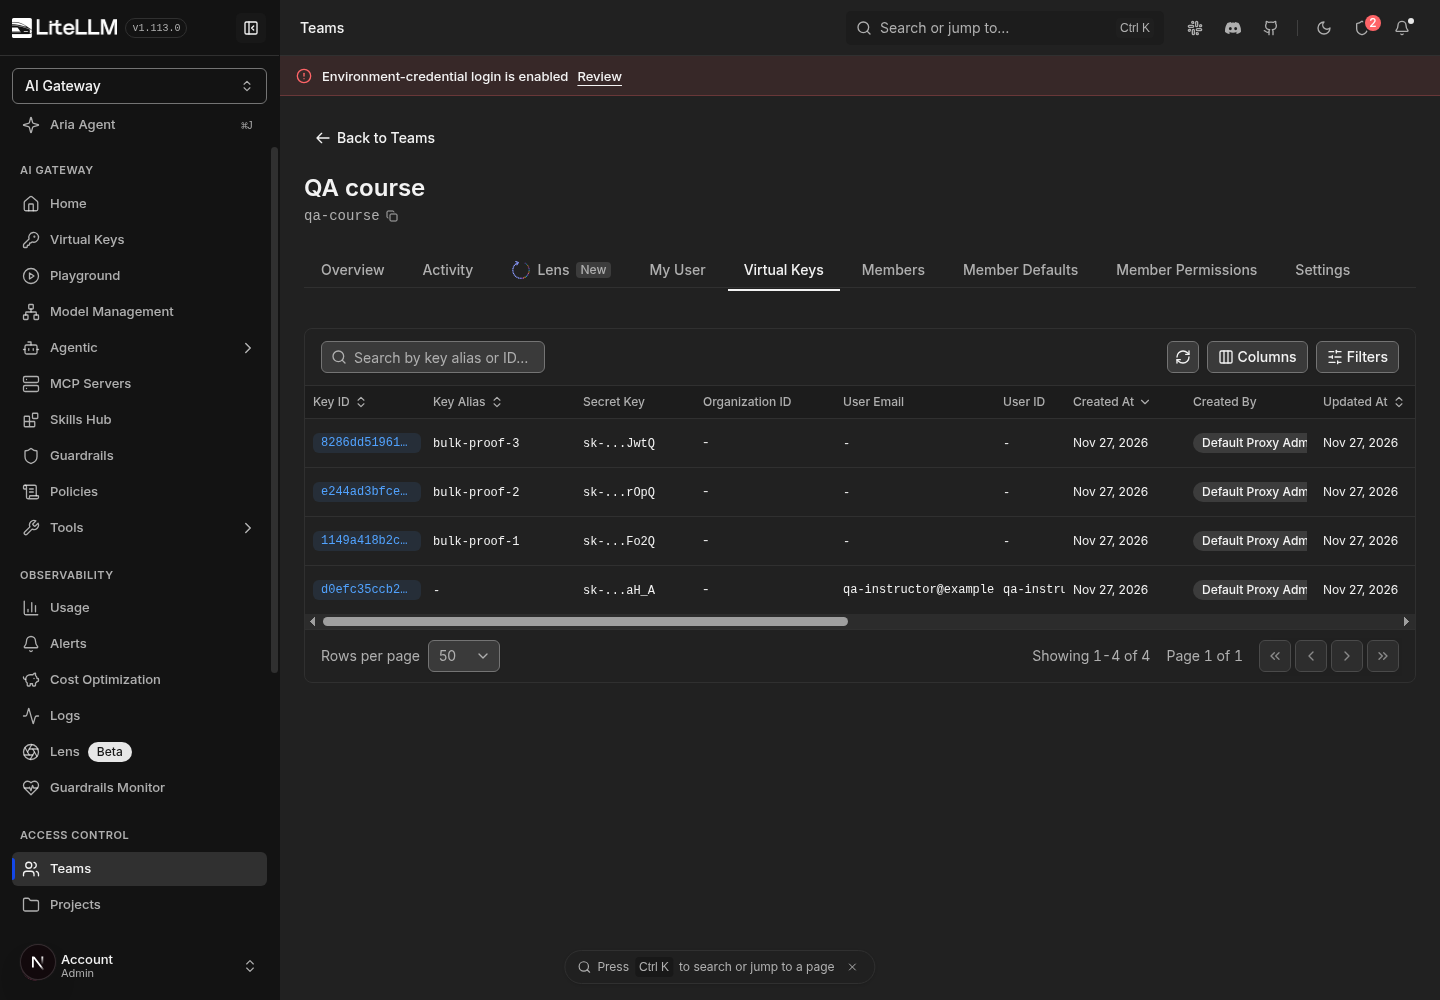 LiteLLM v1.113.0
Teams
Search or jump to... Ctrl K
2
AI Gateway
Environment-credential login is enabled Review
Aria Agent ⌘J
AI GATEWAY
Home
Virtual Keys
Playground
Model Management
Agentic
MCP Servers
Skills Hub
Guardrails
Policies
Tools
OBSERVABILITY
Usage
Alerts
Cost Optimization
Logs
Lens Beta
Guardrails Monitor
ACCESS CONTROL
Teams
Projects
N Account
Admin
Back to Teams
QA course
qa-course
Overview Activity Lens New My User Virtual Keys Members Member Defaults Member Permissions Settings
Search by key alias or ID...
Columns Filters
Key ID Key Alias Secret Key Organization ID User Email User ID Created At Created By Updated At
8286dd51961… bulk-proof-3 sk-...JwtQ - - - Nov 27, 2026 Default Proxy Adm Nov 27, 2026
e244ad3bfce… bulk-proof-2 sk-...rOpQ - - - Nov 27, 2026 Default Proxy Adm Nov 27, 2026
1149a418b2c… bulk-proof-1 sk-...Fo2Q - - - Nov 27, 2026 Default Proxy Adm Nov 27, 2026
d0efc35ccb2… - sk-...aH_A - qa-instructor@example qa-instru Nov 27, 2026 Default Proxy Adm Nov 27, 2026
Rows per page 50 Showing 1-4 of 4 Page 1 of 1
Press Ctrl K to search or jump to a page